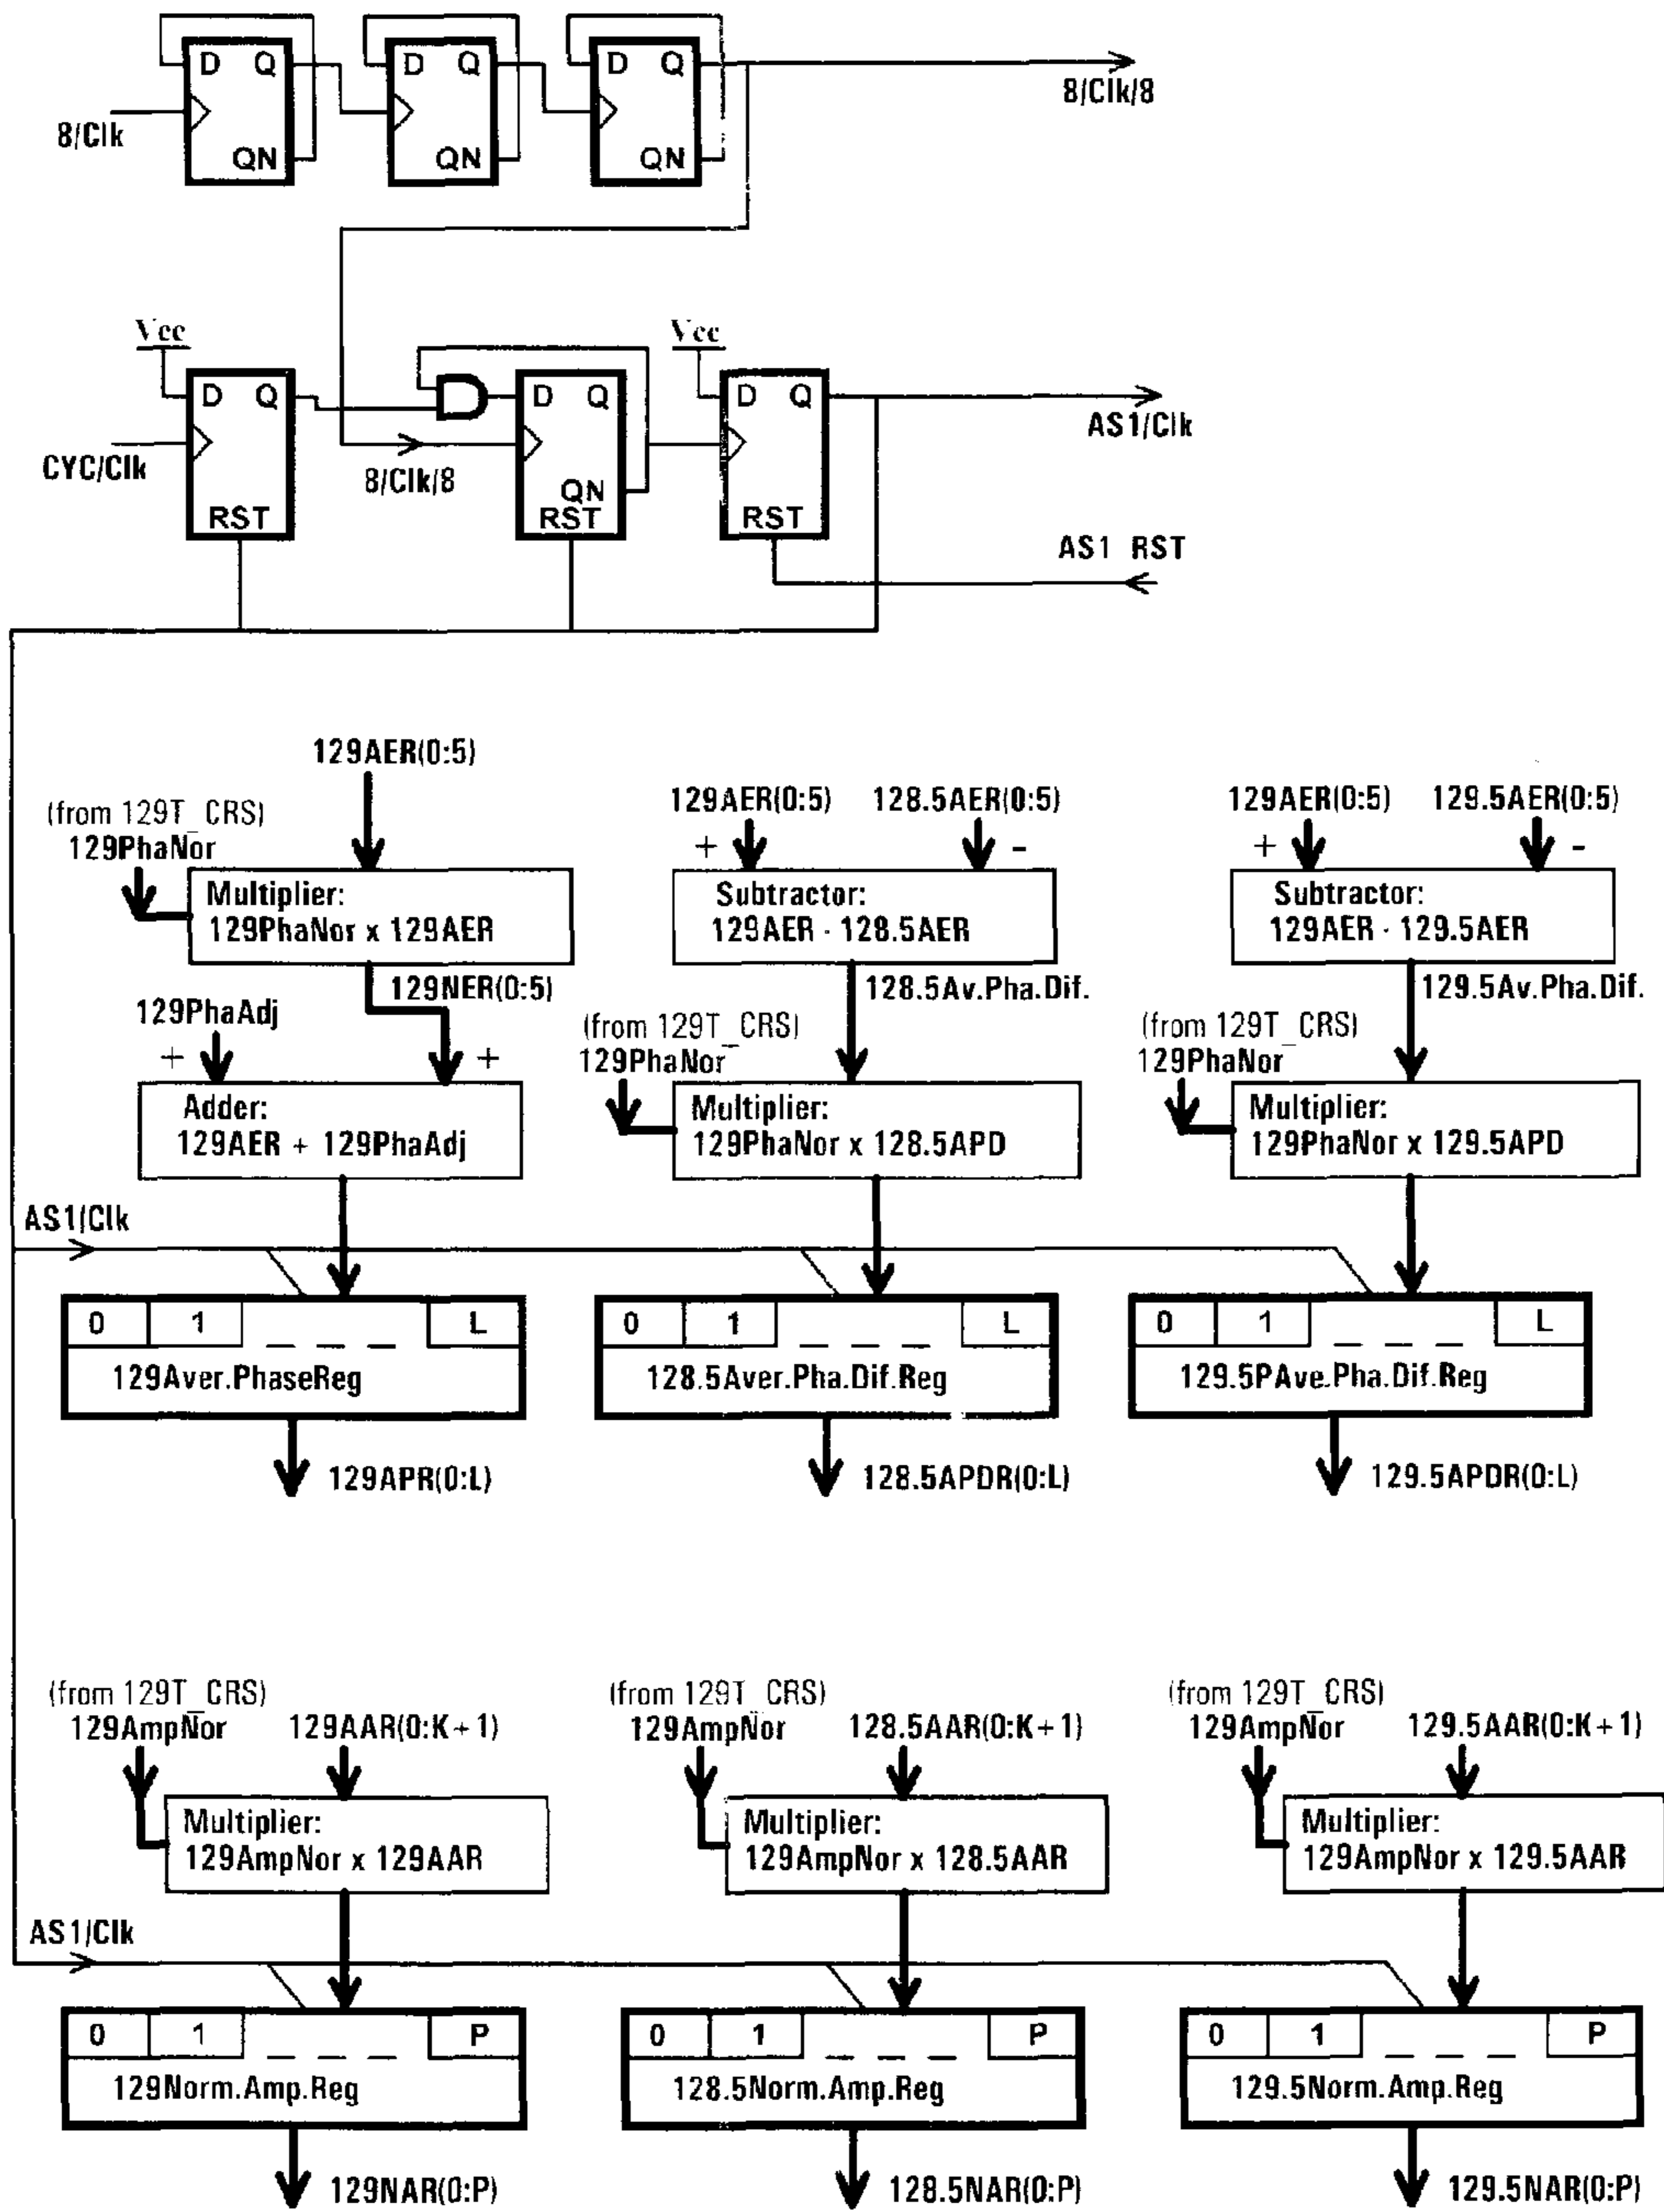 D Q
D Q
D Q
8/Clk/8
8/Clk
QN
QN
QN
Vcc
Vcc
D Q
D Q
D Q
AS1/Clk
CYC/Clk
8/Clk/8
QN
RST
RST
RST
AS1 RST
129AER(0:5)
(from 129T_CRS)
129PhaNor
129AER(0:5)
128.5AER(0:5)
129AER(0:5)
129.5AER(0:5)
+ -
+ -
Multiplier:
129PhaNor x 129AER
Subtractor:
129AER - 128.5AER
Subtractor:
129AER - 129.5AER
129NER(0:5)
128.5Av.Pha.Dif.
129.5Av.Pha.Dif.
129PhaAdj
+ +
(from 129T_CRS)
129PhaNor
(from 129T_CRS)
129PhaNor
Adder:
129AER + 129PhaAdj
Multiplier:
129PhaNor x 128.5APD
Multiplier:
129PhaNor x 129.5APD
AS1/Clk
0 1 L
129Aver.PhaseReg
0 1 L
128.5Aver.Pha.Dif.Reg
0 1 L
129.5PAve.Pha.Dif.Reg
129APR(0:L)
128.5APDR(0:L)
129.5APDR(0:L)
(from 129T_CRS)
129AmpNor
129AAR(0:K+1)
(from 129T_CRS)
129AmpNor
128.5AAR(0:K+1)
(from 129T_CRS)
129AmpNor
129.5AAR(0:K+1)
Multiplier:
129AmpNor x 129AAR
Multiplier:
129AmpNor x 128.5AAR
Multiplier:
129AmpNor x 129.5AAR
AS1/Clk
0 1 P
129Norm.Amp.Reg
0 1 P
128.5Norm.Amp.Reg
0 1 P
129.5Norm.Amp.Reg
129NAR(0:P)
128.5NAR(0:P)
129.5NAR(0:P)